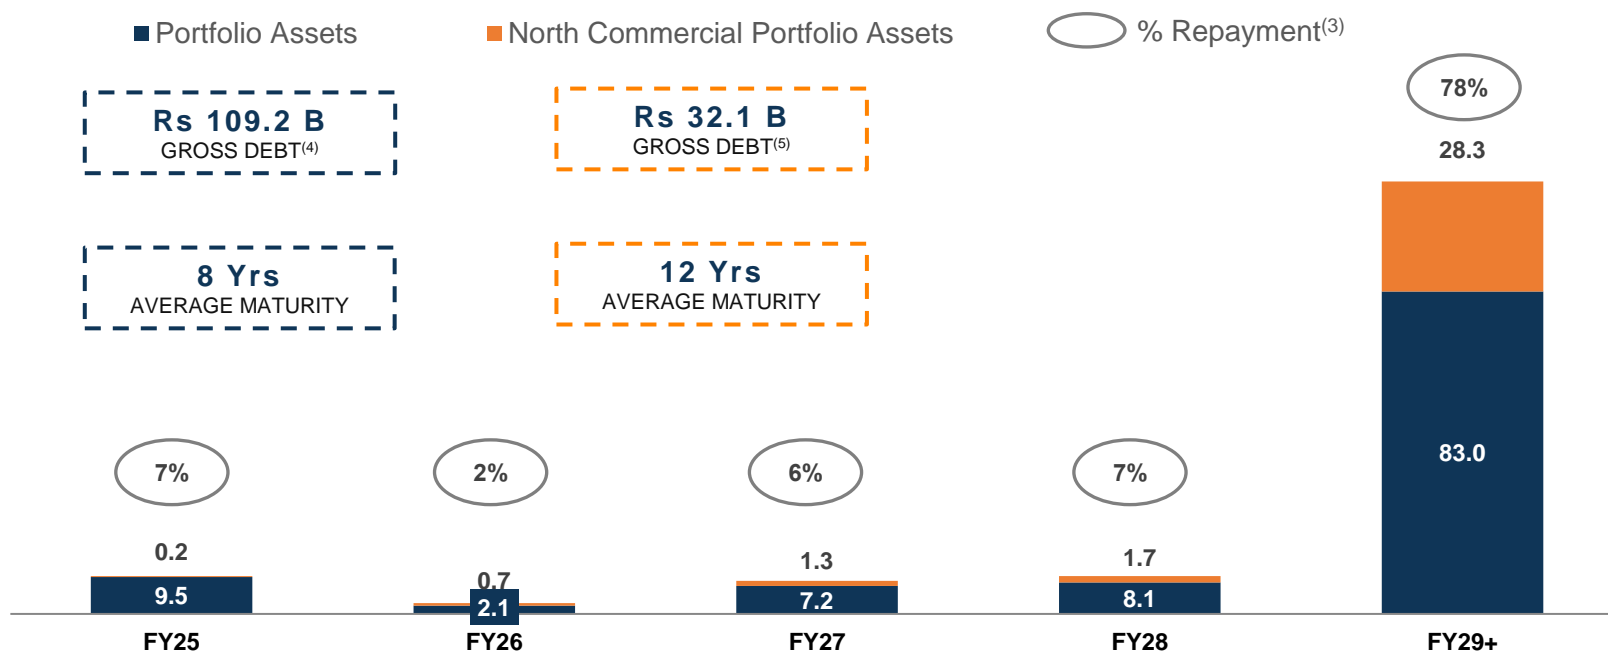 Portfolio Assets
North Commercial Portfolio Assets
% Repayment(3)
Rs 109.2 B
GROSS DEBT(4)
Rs 32.1 B
GROSS DEBT(5)
8 Yrs
AVERAGE MATURITY
12 Yrs
AVERAGE MATURITY
78%
28.3
83.0
7%
2%
6%
7%
0.2
0.7
1.3
1.7
9.5
2.1
7.2
8.1
FY25
FY26
FY27
FY28
FY29+